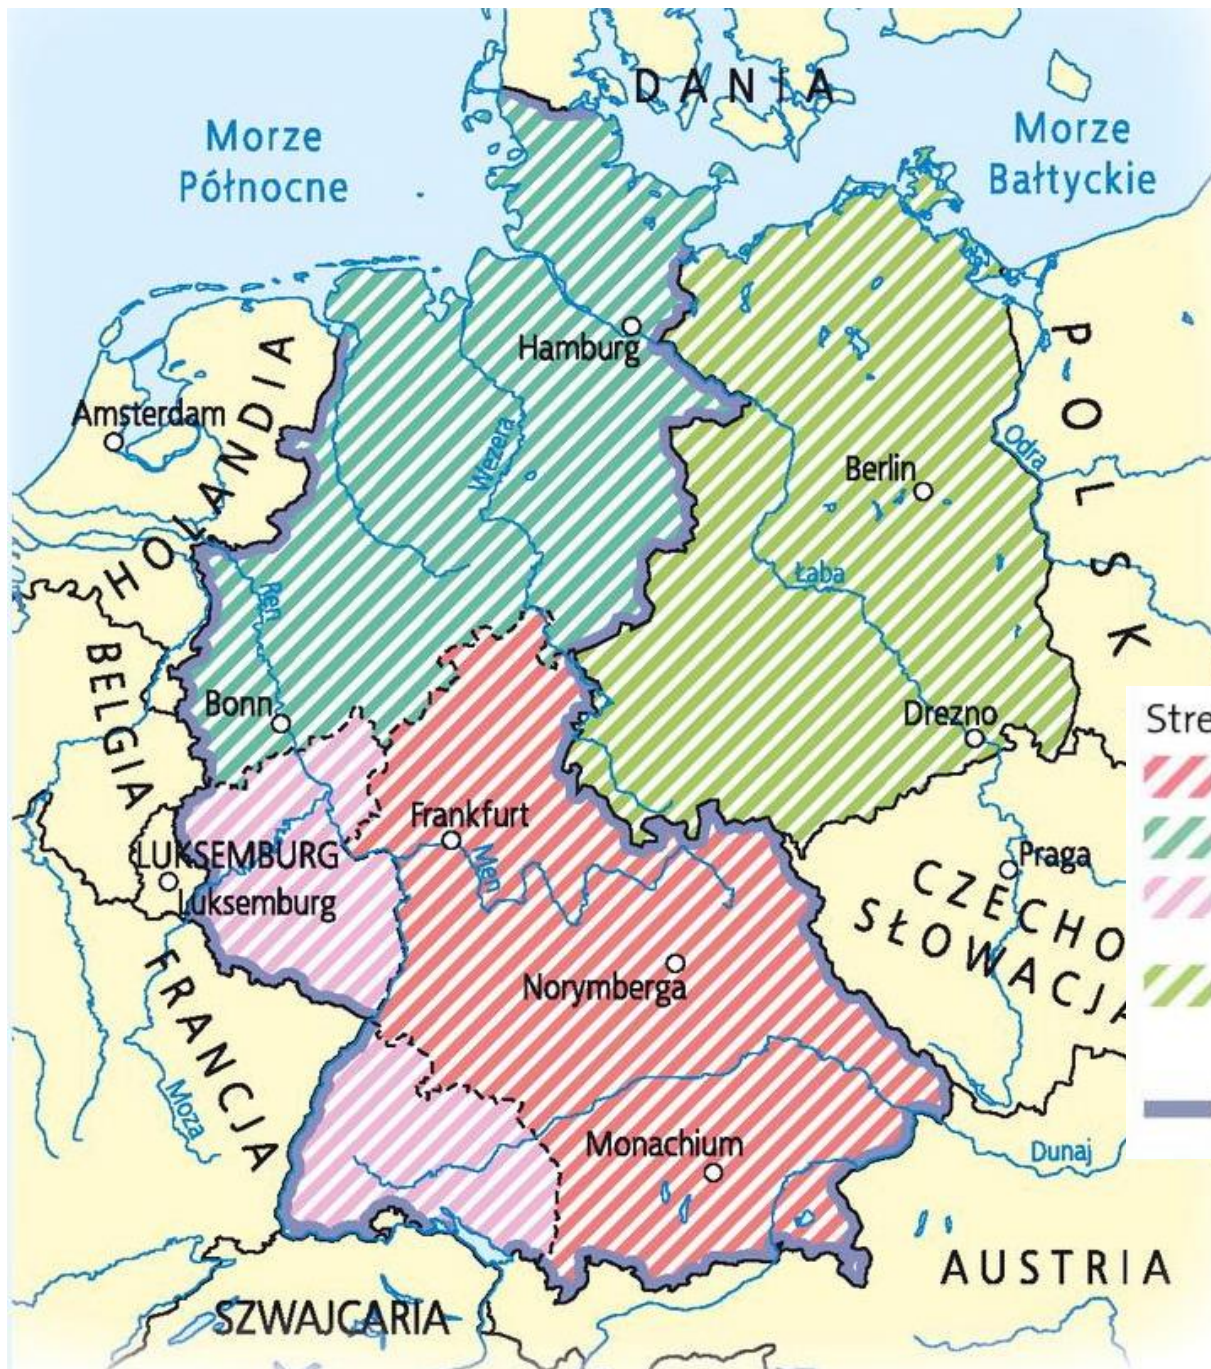 DANIA
Morze
Północne
Morze
Bałtyckie
Hamburg
HOLANDIA
POLSK
Amsterdam
Wezera
Berlin
Odra
Łaba
Ren
BELGIA
Bonn
Drezno
Stre
Frankfurt
Men
LUKSEMBURG
Luksemburg
Praga
CZECHO
SŁOWACJA
Norymberga
FRANCJA
Moza
Monachium
Dunaj
AUSTRIA
SZWAJCARIA